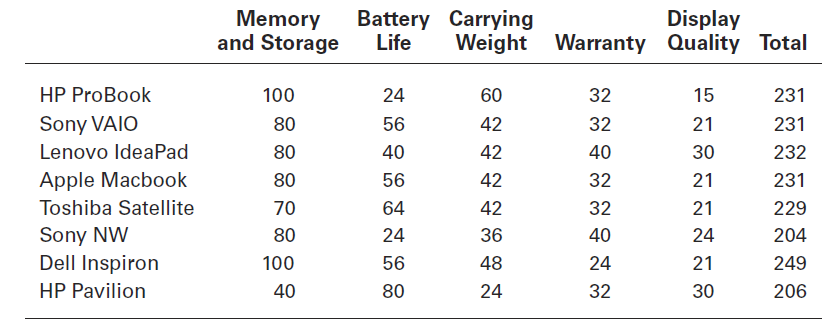 Memory Battery Carrying Display
and Storage Life Weight Warranty Quality Total
HP ProBook 100 24 60 32 15 231
Sony VAIO 80 56 42 32 21 231
Lenovo IdeaPad 80 40 42 40 30 232
Apple Macbook 80 56 42 32 21 231
Toshiba Satellite 70 64 42 32 21 229
Sony NW 80 24 36 40 24 204
Dell Inspiron 100 56 48 24 21 249
HP Pavilion 40 80 24 32 30 206